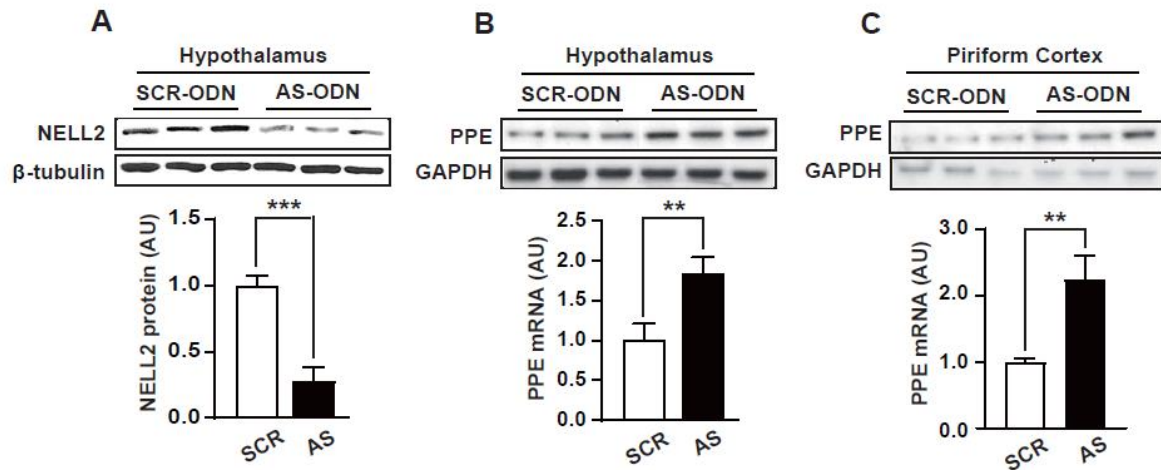 A
Hypothalamus
SCR-ODN AS-ODN
NELL2
β-tubulin
***
NELL2 protein (AU)
1.5
1.0
0.5
0.0
SCR AS
B
Hypothalamus
SCR-ODN AS-ODN
PPE
GAPDH
**
PPE mRNA (AU)
2.5
2.0
1.5
1.0
0.5
0.0
SCR AS
C
Piriform Cortex
SCR-ODN AS-ODN
PPE
GAPDH
**
PPE mRNA (AU)
3.0
2.0
1.0
0.0
SCR AS